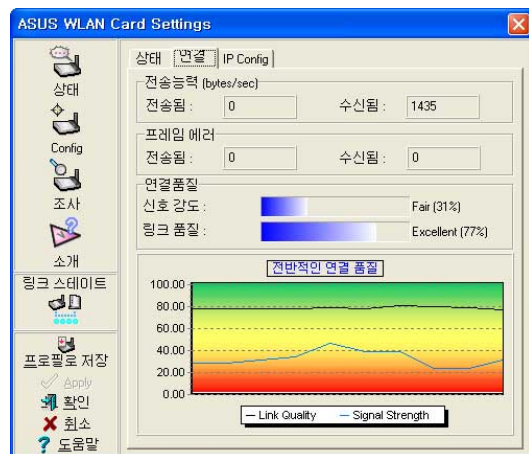 ASUS WLAN Card Settings
상태
Config
조사
소개
링크 스테이트
프로필로 저장
Apply
확인
취소
도움말
상태 연결 IP Config
전송능력 (bytes/sec)
전송됨 : 0 수신됨 : 1435
프레임 에러
전송됨 : 0 수신됨 : 0
연결품질
신호 강도 : Fair (31%)
링크 품질 : Excellent (77%)
전반적인 연결 품질
100.00
80.00
60.00
40.00
20.00
0.00
Link Quality Signal Strength